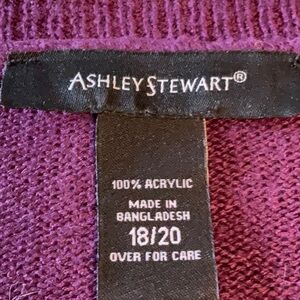 ASHLEY STEWART®
100% ACRYLIC
MADE IN
BANGLADESH
18/20
OVER FOR CARE